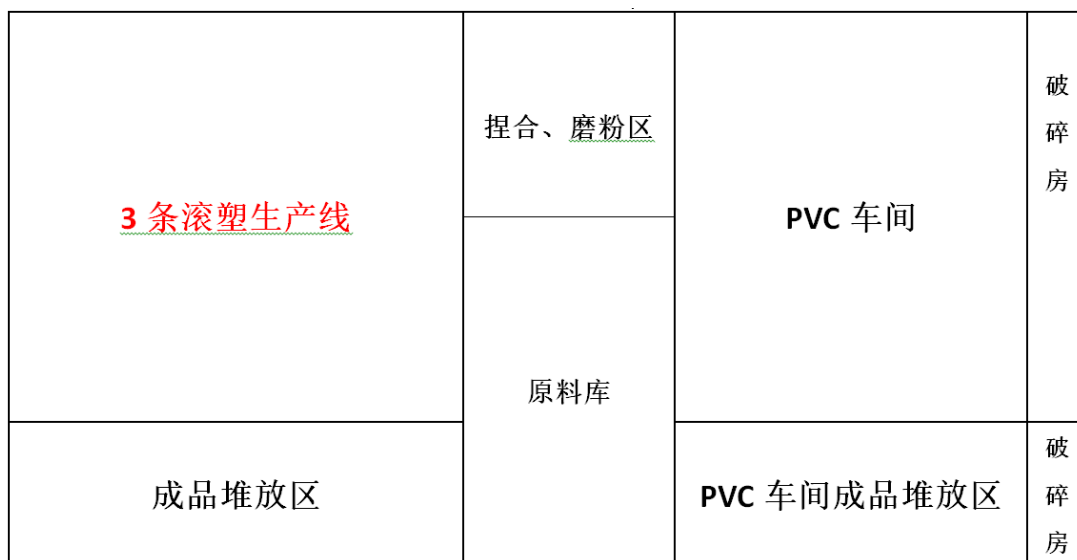 捏合、磨粉区
破
碎
房
3 条滚塑生产线
PVC 车间
原料库
成品堆放区
PVC 车间成品堆放区
破
碎
房